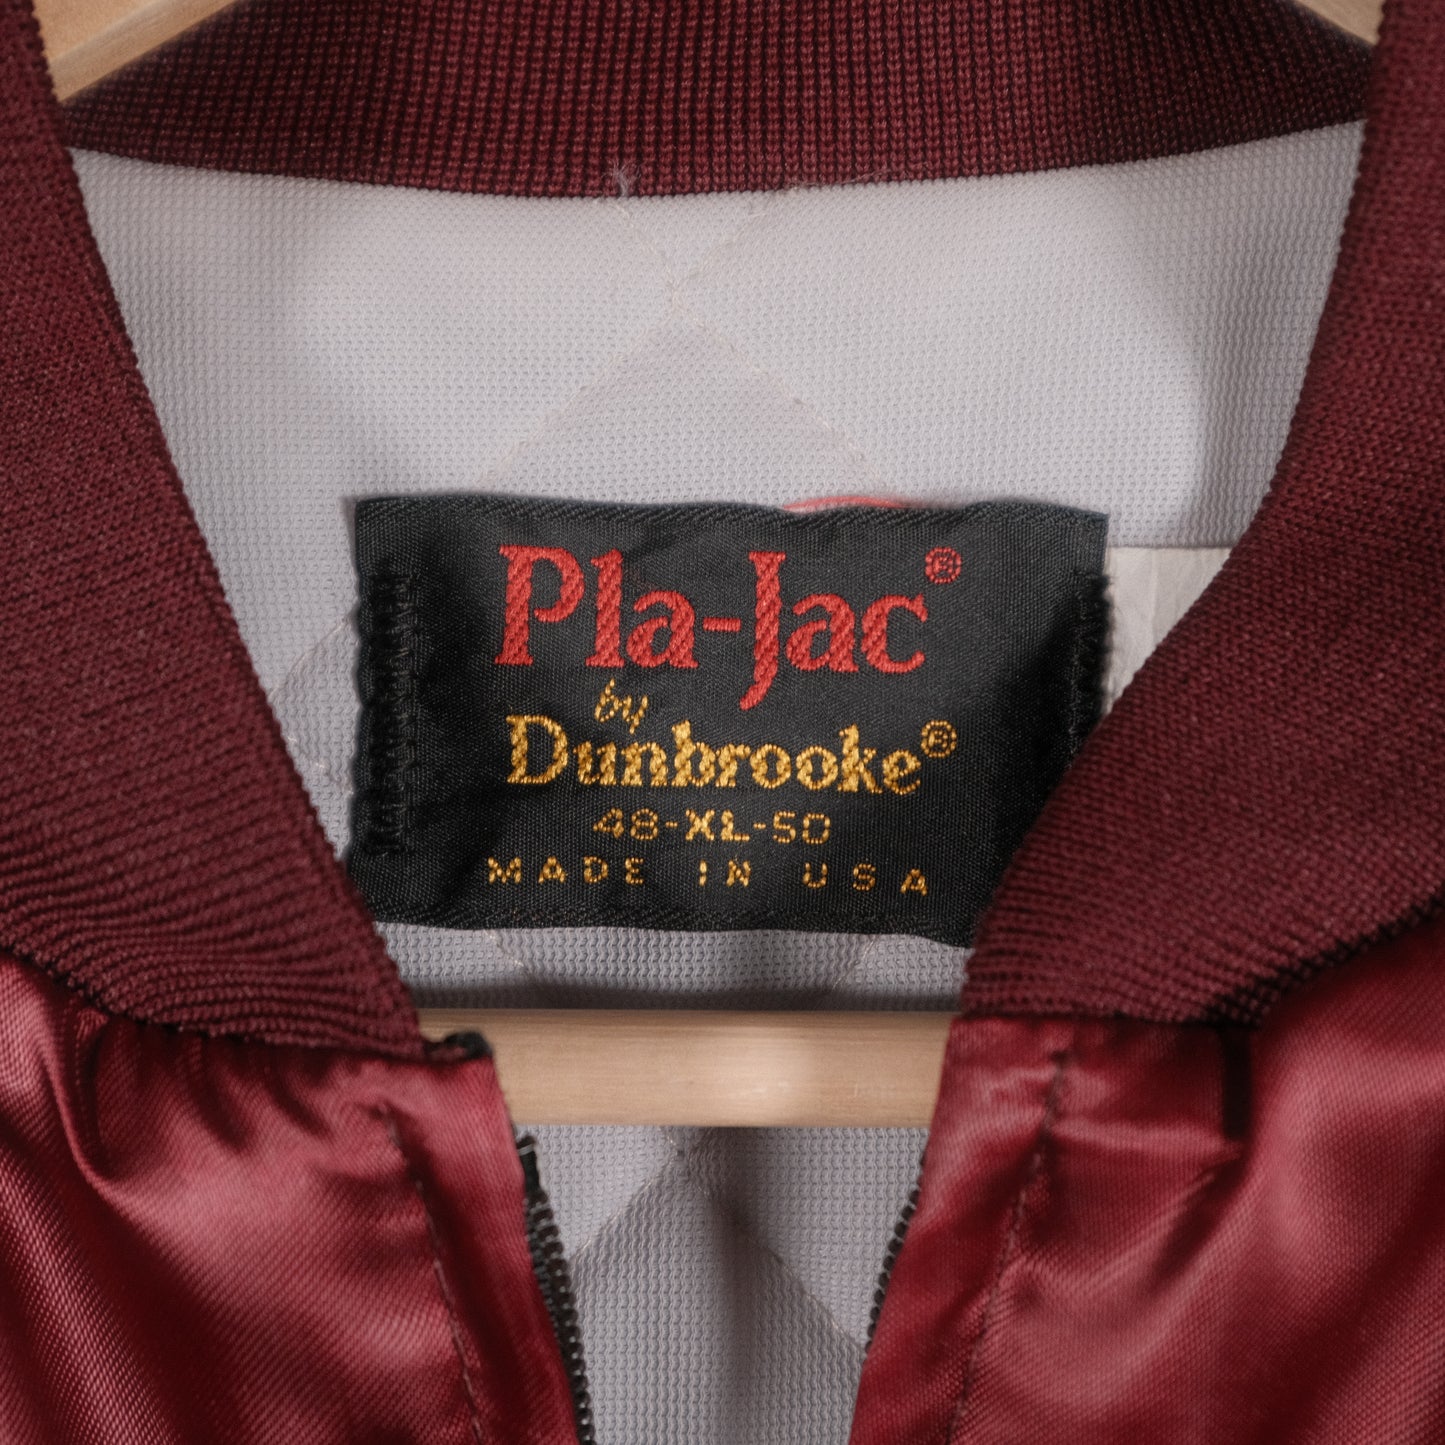 Pla-Jac®
by
Dunbrooke®
48-XL-50
MADE IN USA